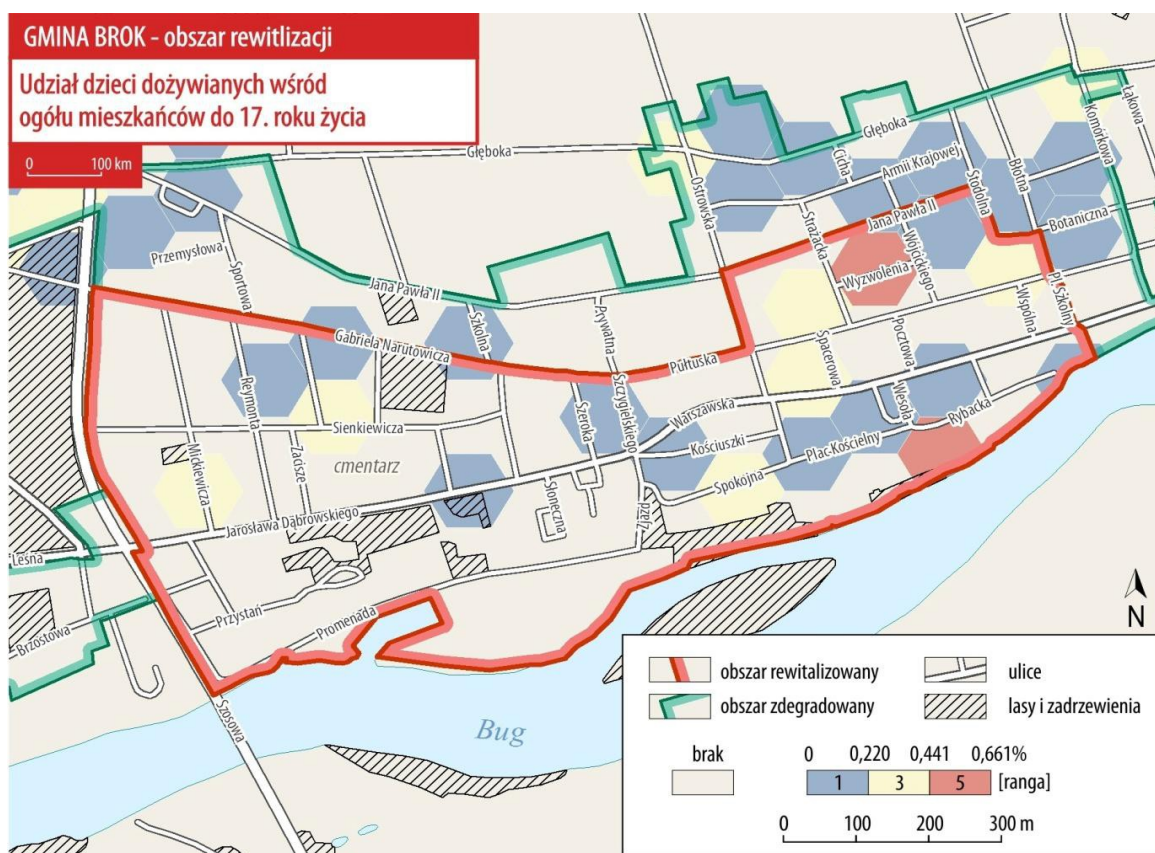 GMINA BROK - obszar rewitlizacji
Udział dzieci dożywianych wśród
ogółu mieszkańców do 17. roku życia
0 100 km
Głęboka
Głęboka
Łąkowa
Komórkowa
Cicha
Armii Krajowej
Ostrowska
Stodolna
Błotna
Jana Pawła II
Botaniczna
Strażacka
Wójcickiego
Przemysłowa
Sportowa
Jana Pawła II
Wyzwolenia
Pl. Szkolny
Szkolna
Prywatna
Gabriela Narutowicza
Wspólna
Pocztowa
Spacerowa
Pułtuska
Reymonta
Szczygielskiego
Warszawska
Szeroka
Wesoła
Rybacka
Sienkiewicza
Kościuszki
Plac Kościelny
Mickiewicza
Zacisze
cmentarz
Spokojna
Słoneczna
Zjazd
Jarosława Dąbrowskiego
Leśna
Przystań
Promenada
Brzostowa
Szosowa
Bug
N
obszar rewitalizowany
ulice
obszar zdegradowany
lasy i zadrzewienia
brak
0 0,220 0,441 0,661%
1 3 5 [ranga]
0 100 200 300 m